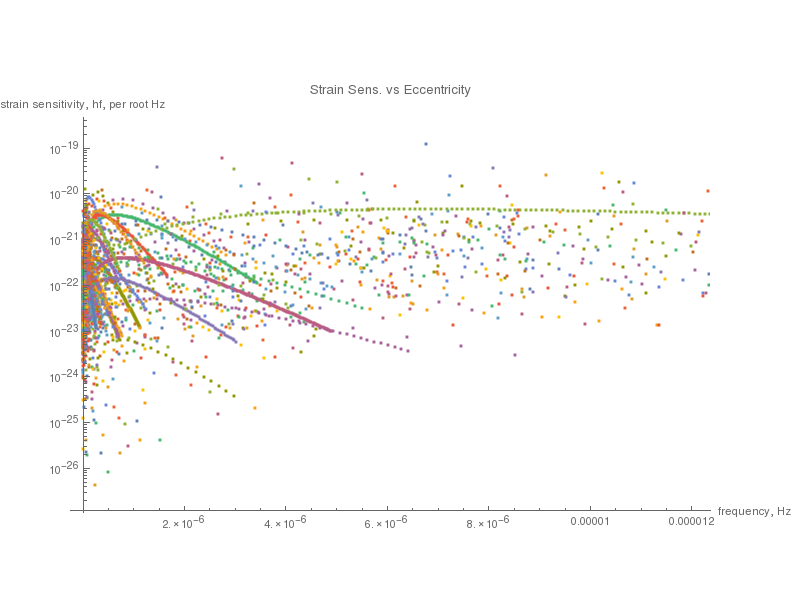 Strain Sens. vs Eccentricity
strain sensitivity, hf, per root Hz
10⁻¹⁹
10⁻²⁰
10⁻²¹
10⁻²²
10⁻²³
10⁻²⁴
10⁻²⁵
10⁻²⁶
2. × 10⁻⁶ 4. × 10⁻⁶ 6. × 10⁻⁶ 8. × 10⁻⁶ 0.00001 0.000012 frequency, Hz